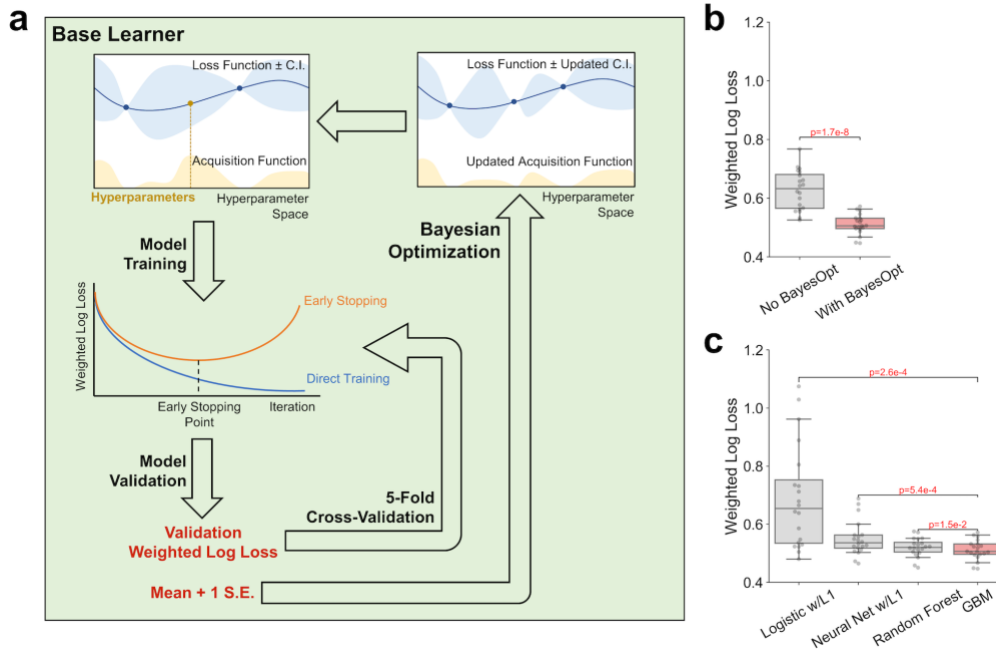 a
Base Learner
Loss Function ± C.I.
Acquisition Function
Hyperparameters
Hyperparameter
Space
Loss Function ± Updated C.I.
Updated Acquisition Function
Hyperparameter
Space
Model
Training
Bayesian
Optimization
Weighted Log Loss
Early Stopping
Direct Training
Early Stopping
Point
Iteration
Model
Validation
5-Fold
Cross-Validation
Validation
Weighted Log Loss
Mean + 1 S.E.
b
Weighted Log Loss
1.2
1.0
0.8
0.6
0.4
p=1.7e-8
No BayesOpt
With BayesOpt
c
Weighted Log Loss
1.2
1.0
0.8
0.6
0.4
p=2.6e-4
p=5.4e-4
p=1.5e-2
Logistic w/L1
Neural Net w/L1
Random Forest
GBM